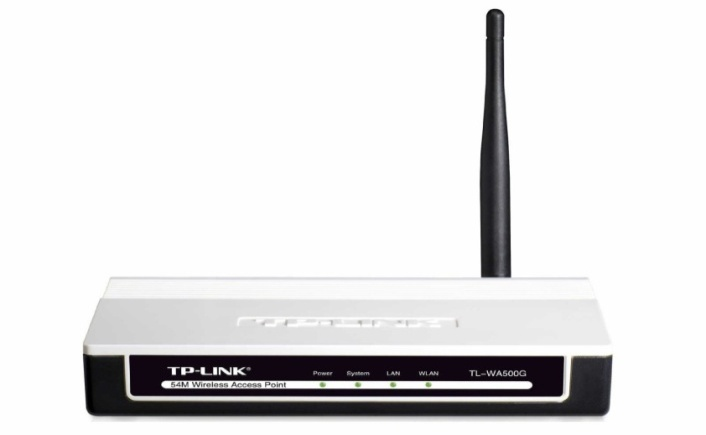 TP-LINK
TP-LINK®
Power System LAN WLAN
TL-WA500G
54M Wireless Access Point